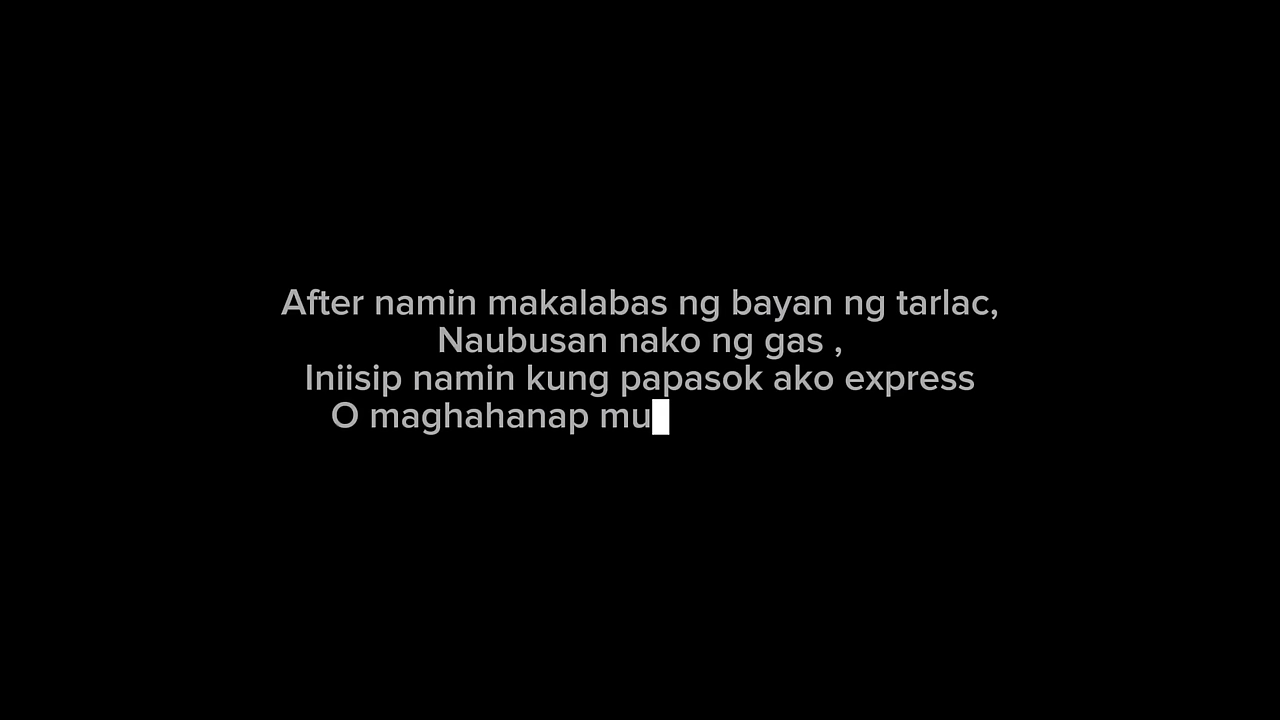 After namin makalabas ng bayan ng tarlac,
Naubusan nako ng gas ,
Iniisip namin kung papasok ako express
O maghahanap mu